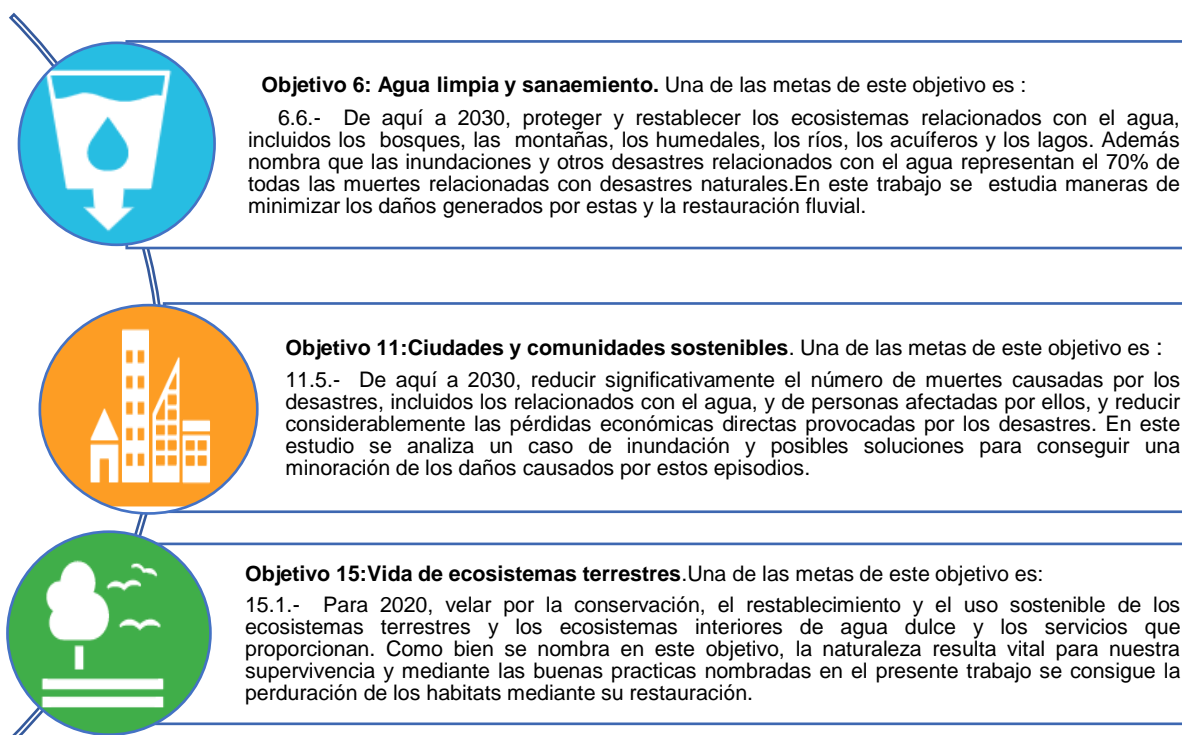 Objetivo 6: Agua limpia y sanaemiento. Una de las metas de este objetivo es :
6.6.- De aquí a 2030, proteger y restablecer los ecosistemas relacionados con el agua,
incluidos los bosques, las montañas, los humedales, los ríos, los acuíferos y los lagos. Además
nombra que las inundaciones y otros desastres relacionados con el agua representan el 70% de
todas las muertes relacionadas con desastres naturales.En este trabajo se estudia maneras de
minimizar los daños generados por estas y la restauración fluvial.
Objetivo 11:Ciudades y comunidades sostenibles. Una de las metas de este objetivo es :
11.5.- De aquí a 2030, reducir significativamente el número de muertes causadas por los
desastres, incluidos los relacionados con el agua, y de personas afectadas por ellos, y reducir
considerablemente las pérdidas económicas directas provocadas por los desastres. En este
estudio se analiza un caso de inundación y posibles soluciones para conseguir una
minoración de los daños causados por estos episodios.
Objetivo 15:Vida de ecosistemas terrestres.Una de las metas de este objetivo es:
15.1.- Para 2020, velar por la conservación, el restablecimiento y el uso sostenible de los
ecosistemas terrestres y los ecosistemas interiores de agua dulce y los servicios que
proporcionan. Como bien se nombra en este objetivo, la naturaleza resulta vital para nuestra
supervivencia y mediante las buenas practicas nombradas en el presente trabajo se consigue la
perduración de los habitats mediante su restauración.